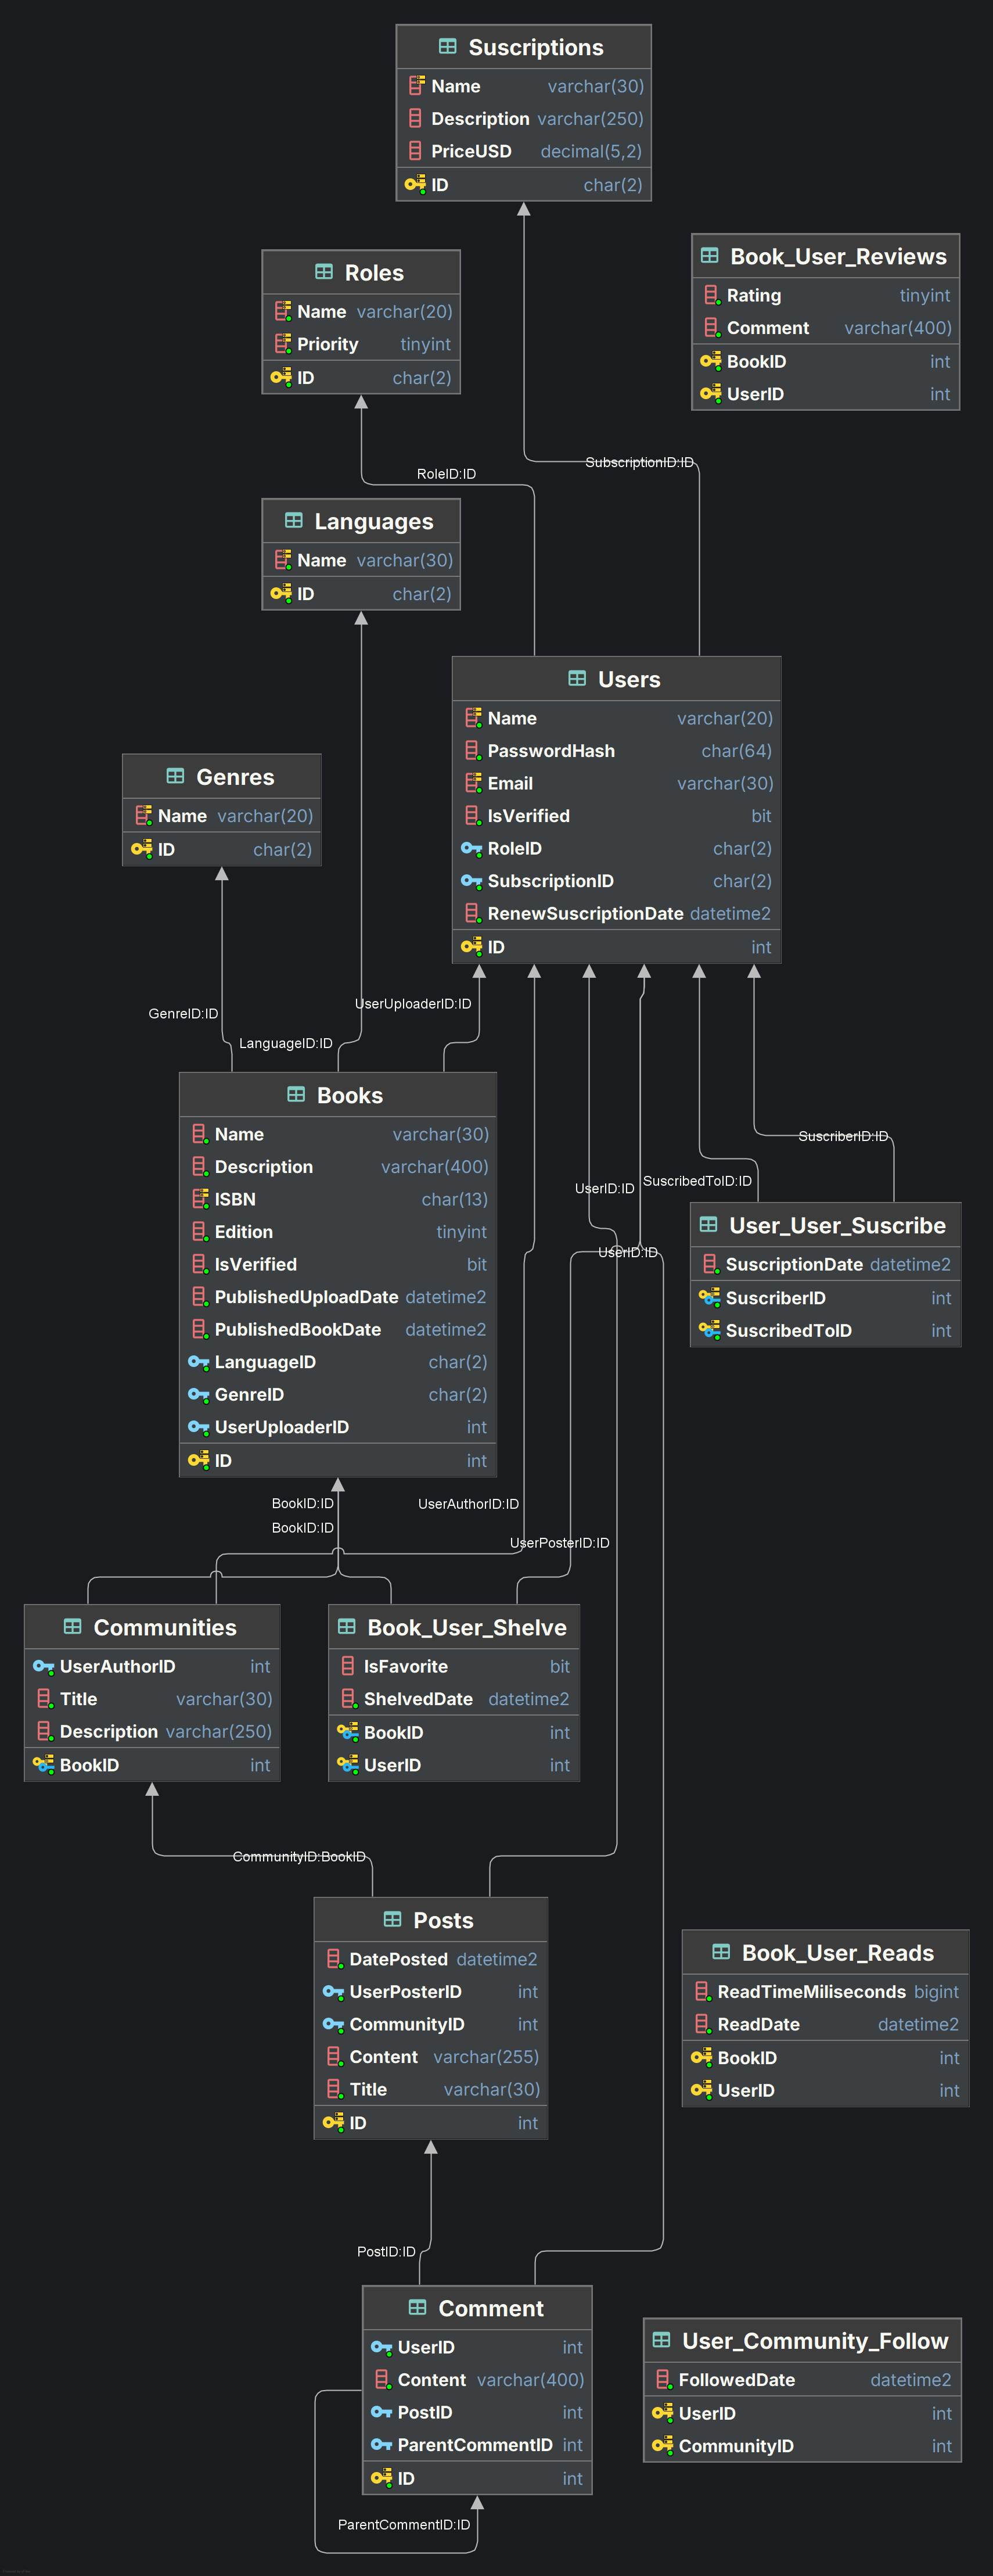 Suscriptions
Name varchar(30)
Description varchar(250)
PriceUSD decimal(5,2)
ID char(2)
Book_User_Reviews
Rating tinyint
Comment varchar(400)
BookID int
UserID int
Roles
Name varchar(20)
Priority tinyint
ID char(2)
SubscriptionID:ID
RoleID:ID
Languages
Name varchar(30)
ID char(2)
Users
Name varchar(20)
PasswordHash char(64)
Email varchar(30)
IsVerified bit
RoleID char(2)
SubscriptionID char(2)
RenewSuscriptionDate datetime2
ID int
Genres
Name varchar(20)
ID char(2)
UserUploaderID:ID
GenreID:ID
LanguageID:ID
Books
Name varchar(30)
Description varchar(400)
ISBN char(13)
Edition tinyint
IsVerified bit
PublishedUploadDate datetime2
PublishedBookDate datetime2
LanguageID char(2)
GenreID char(2)
UserUploaderID int
ID int
SuscriberID:ID
SuscribedToID:ID
UserID:ID
UserID:ID
User_User_Suscribe
SuscriptionDate datetime2
SuscriberID int
SuscribedToID int
BookID:ID
BookID:ID
UserAuthorID:ID
UserPosterID:ID
Communities
UserAuthorID int
Title varchar(30)
Description varchar(250)
BookID int
Book_User_Shelve
IsFavorite bit
ShelvedDate datetime2
BookID int
UserID int
CommunityID:BookID
Posts
DatePosted datetime2
UserPosterID int
CommunityID int
Content varchar(255)
Title varchar(30)
ID int
Book_User_Reads
ReadTimeMiliseconds bigint
ReadDate datetime2
BookID int
UserID int
PostID:ID
Comment
UserID int
Content varchar(400)
PostID int
ParentCommentID int
ID int
ParentCommentID:ID
User_Community_Follow
FollowedDate datetime2
UserID int
CommunityID int